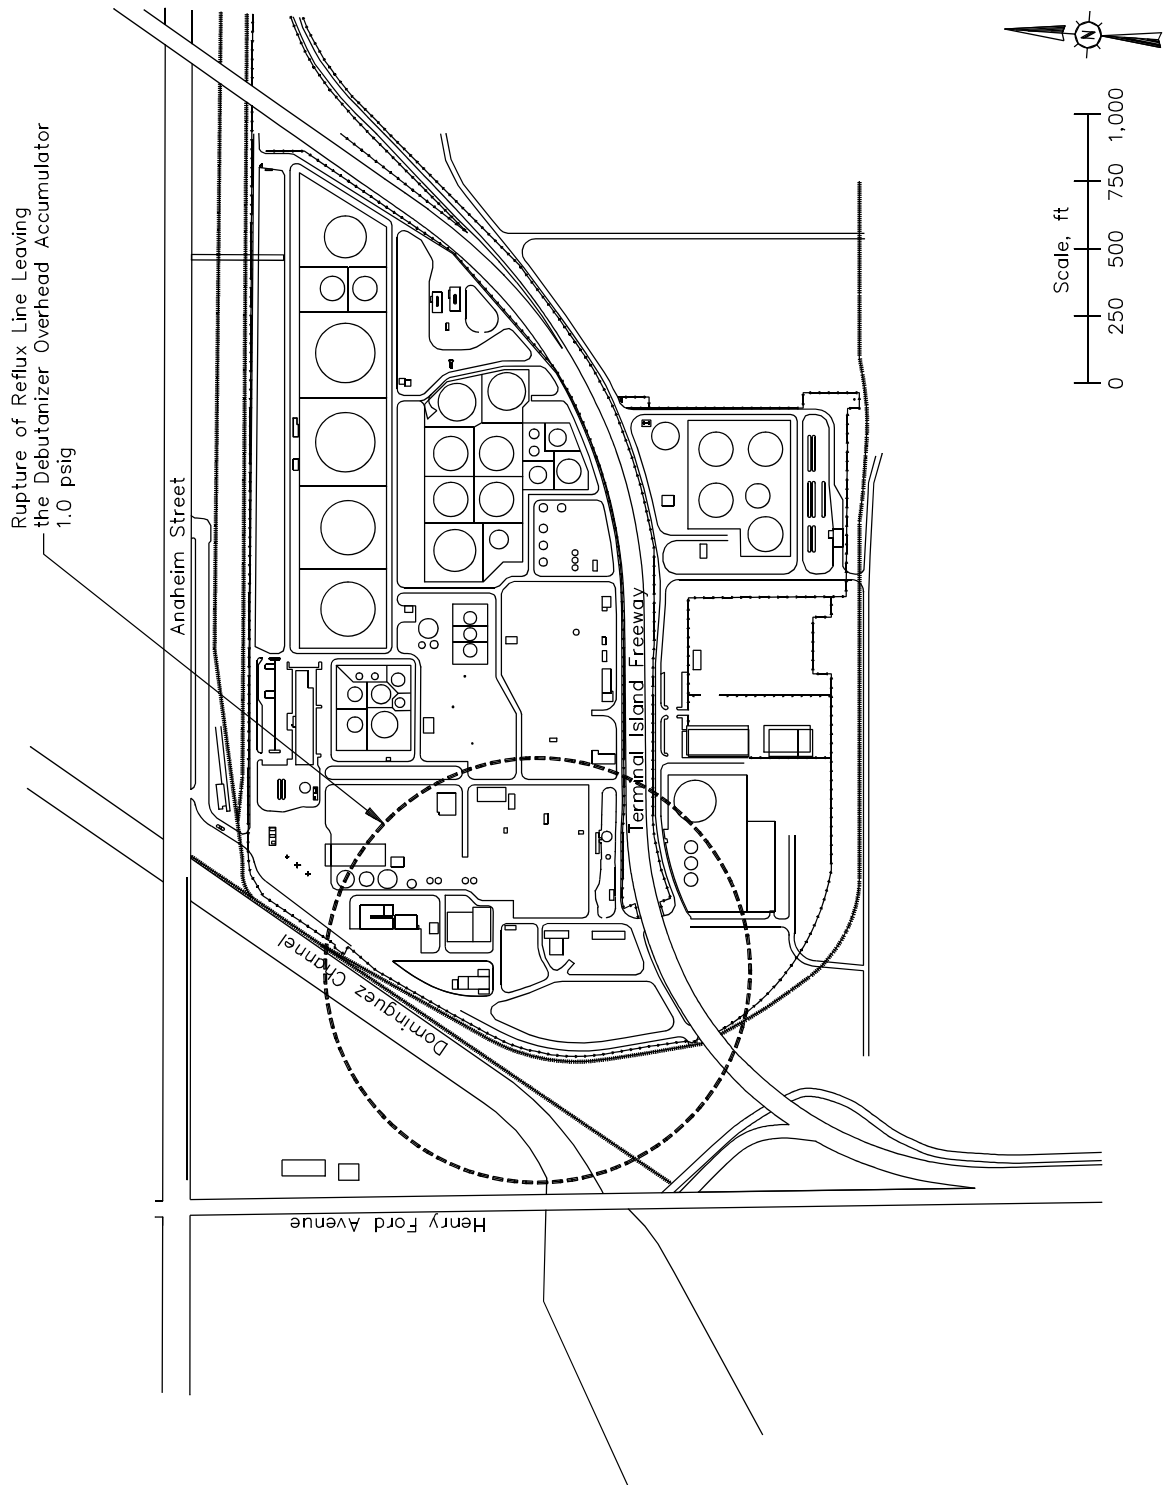 Rupture of Reflux Line Leaving
the Debutanizer Overhead Accumulator
1.0 psig
Anaheim Street
Terminal Island Freeway
Dominguez Channel
Henry Ford Avenue
N
Scale, ft
0 250 500 750 1,000